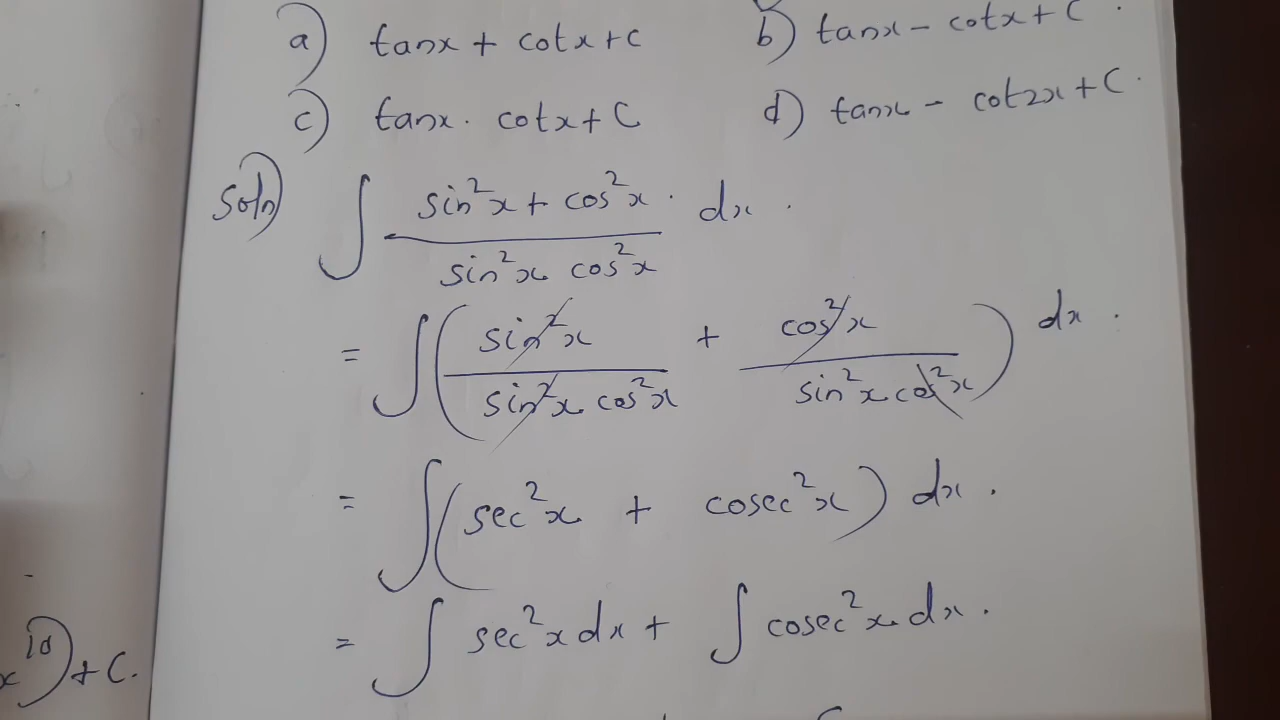 a) tanx + cotx+c b) tanx - cotx + C.
c) tanx. cotx + C d) tanx - cot2x + C.
Soln) ∫ sin²x + cos²x / sin²x cos²x . dx.
= ∫( sin²x / sin²x cos²x + cos²x / sin²x cos²x ) dx.
= ∫( sec²x + cosec²x ) dx.
= ∫ sec²x dx + ∫ cosec²x dx.
x¹⁰) + C.